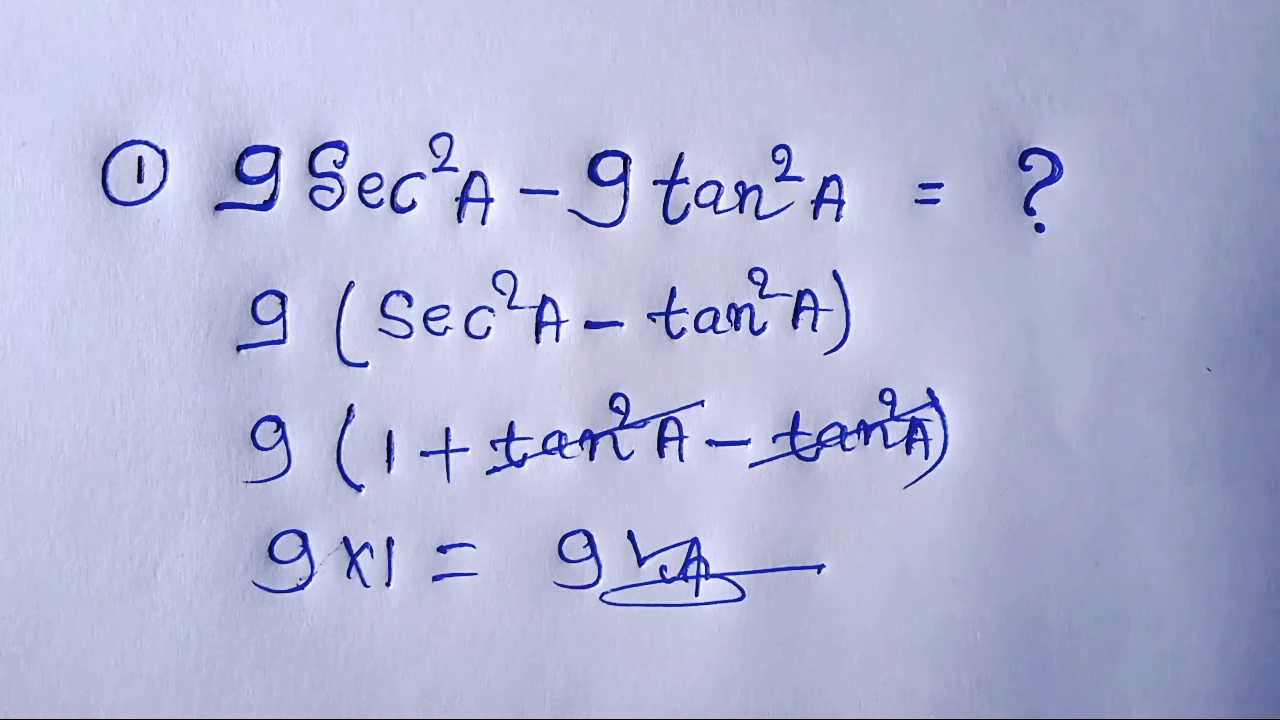 ① 9 Sec²A - 9 tan²A = ?
9 (Sec²A - tan²A)
9 (1 + tan²A - tan²A)
9 x 1 = 9